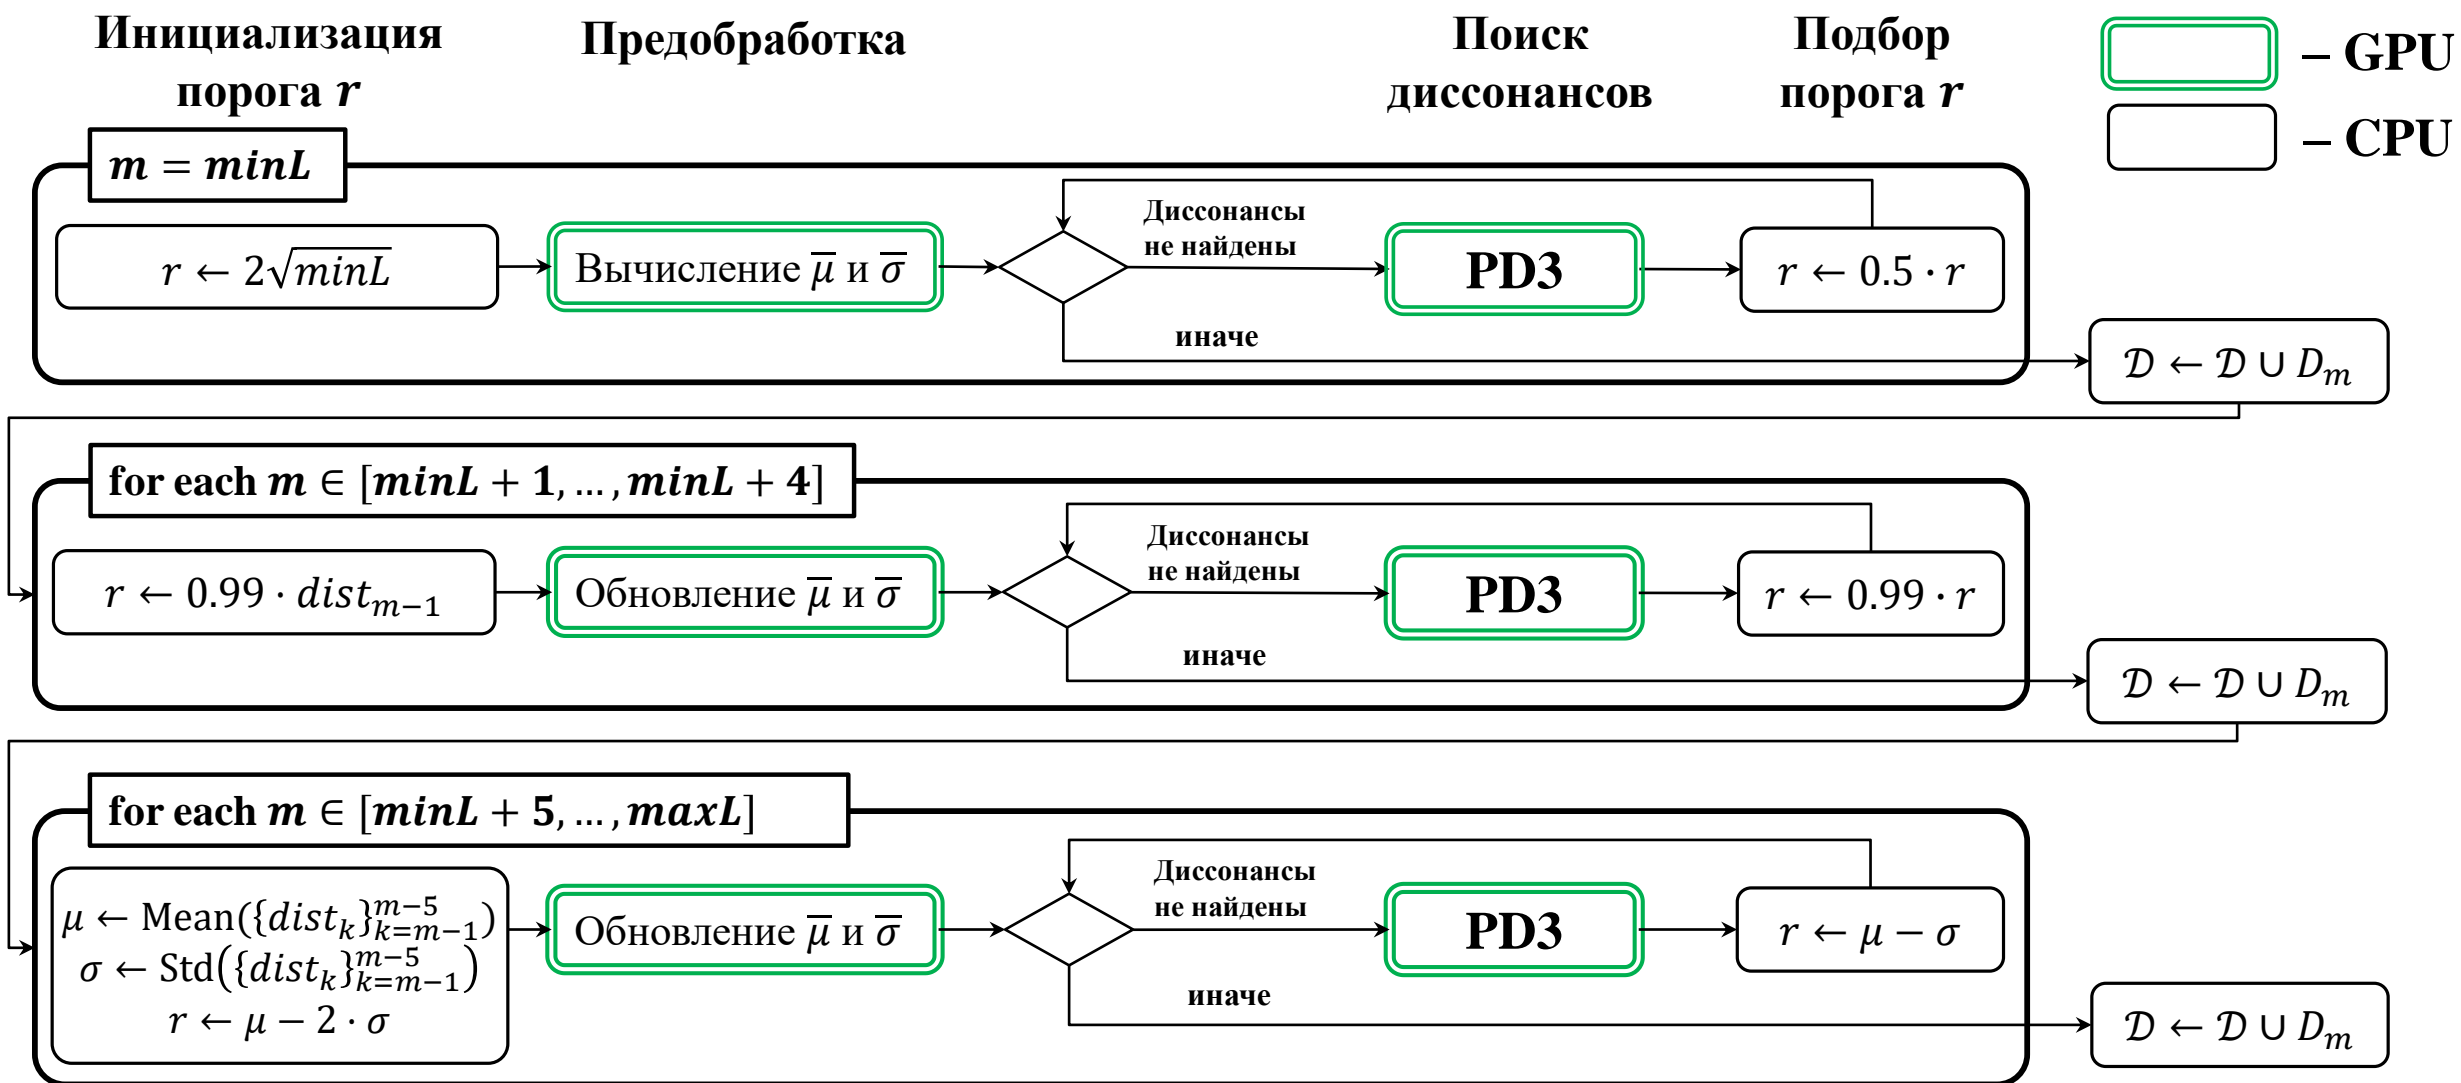 Инициализация
порога r
Предобработка
Поиск
диссонансов
Подбор
порога r
– GPU
– CPU
m = minL
r ← 2√minL
Вычисление μ̅ и σ̅
Диссонансы
не найдены
PD3
r ← 0.5 · r
иначе
𝒟 ← 𝒟 ∪ D_m
for each m ∈ [minL + 1, … , minL + 4]
r ← 0.99 · dist_{m−1}
Обновление μ̅ и σ̅
Диссонансы
не найдены
PD3
r ← 0.99 · r
иначе
𝒟 ← 𝒟 ∪ D_m
for each m ∈ [minL + 5, … , maxL]
μ ← Mean({dist_k}_{k=m−1}^{m−5})
σ ← Std({dist_k}_{k=m−1}^{m−5})
r ← μ − 2 · σ
Обновление μ̅ и σ̅
Диссонансы
не найдены
PD3
r ← μ − σ
иначе
𝒟 ← 𝒟 ∪ D_m